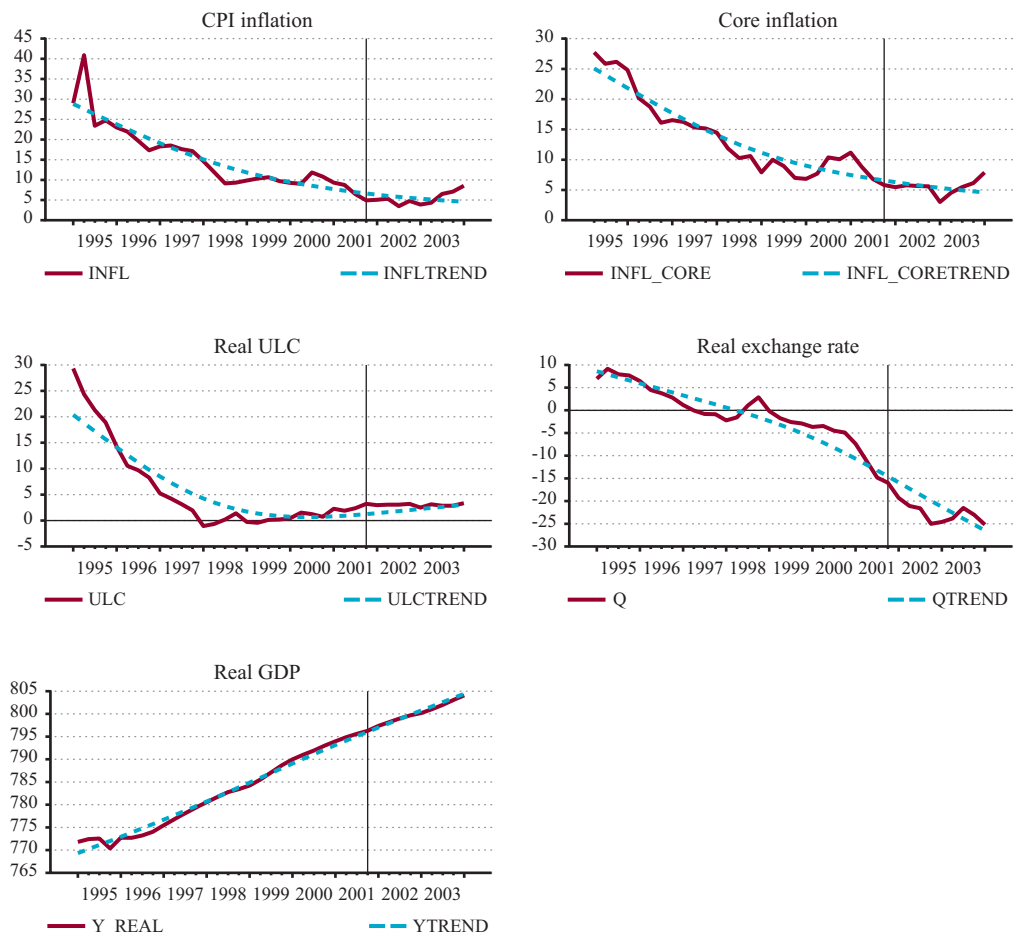 CPI inflation
45
40
35
30
25
20
15
10
5
0
1995 1996 1997 1998 1999 2000 2001 2002 2003
INFL INFLTREND
Core inflation
30
25
20
15
10
5
0
1995 1996 1997 1998 1999 2000 2001 2002 2003
INFL_CORE INFL_CORETREND
Real ULC
30
25
20
15
10
5
0
-5
1995 1996 1997 1998 1999 2000 2001 2002 2003
ULC ULCTREND
Real exchange rate
10
5
0
-5
-10
-15
-20
-25
-30
1995 1996 1997 1998 1999 2000 2001 2002 2003
Q QTREND
Real GDP
805
800
795
790
785
780
775
770
765
1995 1996 1997 1998 1999 2000 2001 2002 2003
Y_REAL YTREND